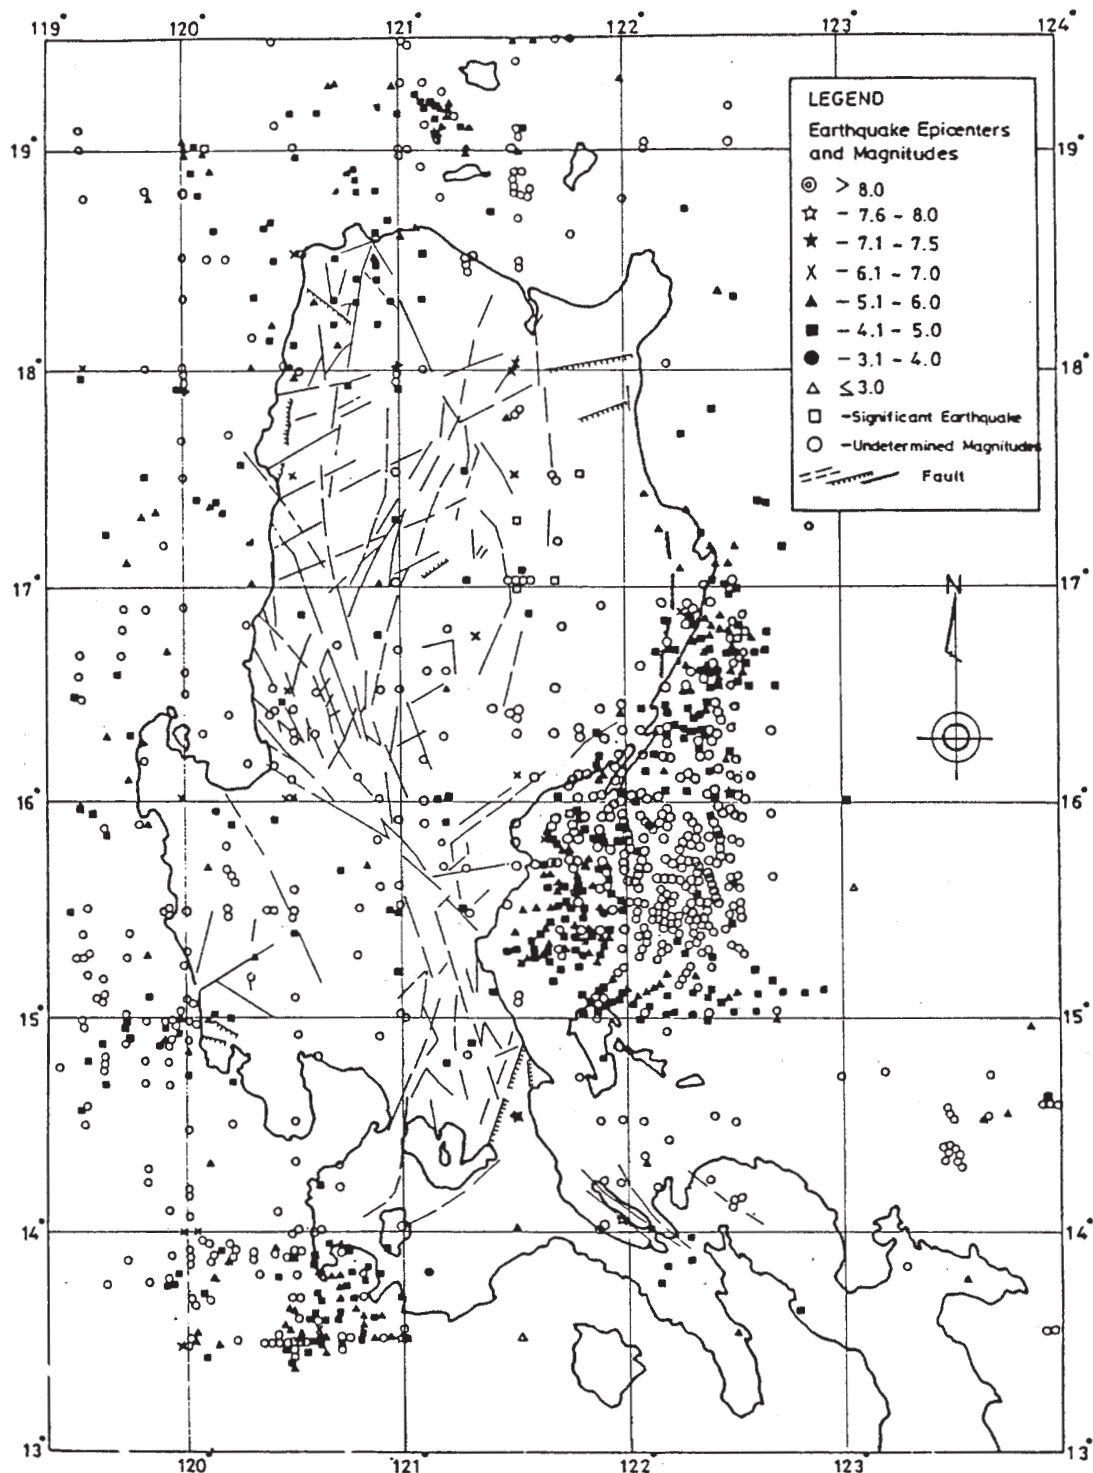 119° 120° 121° 122° 123° 124°
LEGEND
Earthquake Epicenters
and Magnitudes
> 8.0
- 7.6 - 8.0
- 7.1 - 7.5
- 6.1 - 7.0
- 5.1 - 6.0
- 4.1 - 5.0
- 3.1 - 4.0
≤ 3.0
-Significant Earthquake
-Undetermined Magnitudes
Fault
19° 19°
18° 18°
17° 17°
N
16° 16°
15° 15°
14° 14°
13° 13°
120° 121° 122° 123°